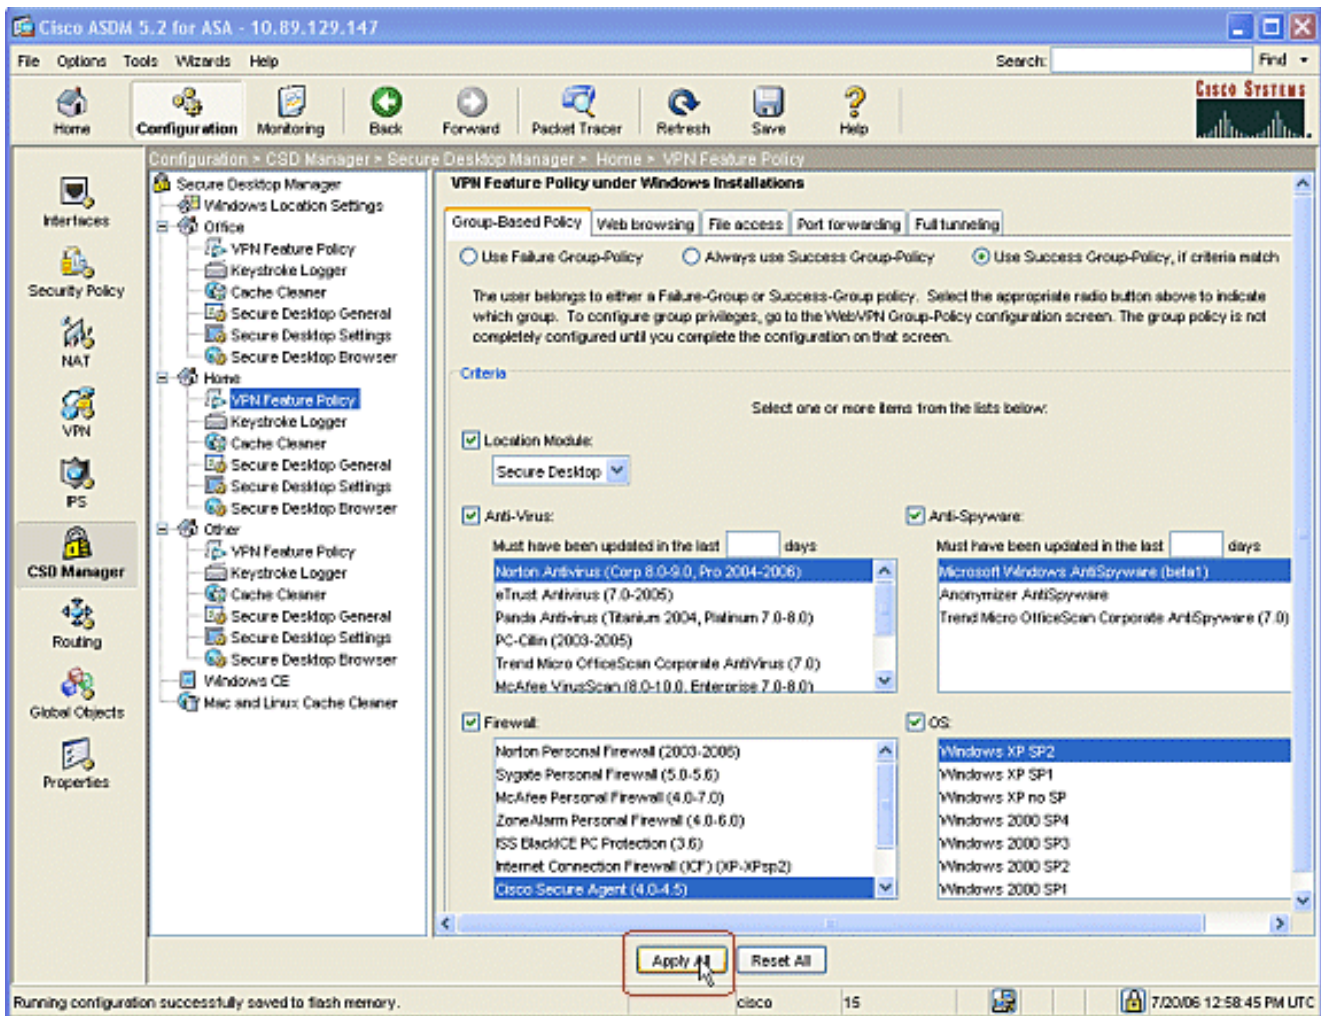 Cisco ASDM 5.2 for ASA - 10.89.129.147
File Options Tools Wizards Help Search: Find
Home Configuration Monitoring Back Forward Packet Tracer Refresh Save Help
CISCO SYSTEMS
Configuration > CSD Manager > Secure Desktop Manager > Home > VPN Feature Policy
Interfaces
Security Policy
NAT
VPN
IPS
CSD Manager
Routing
Global Objects
Properties
Secure Desktop Manager
Windows Location Settings
Office
VPN Feature Policy
Keystroke Logger
Cache Cleaner
Secure Desktop General
Secure Desktop Settings
Secure Desktop Browser
Home
VPN Feature Policy
Keystroke Logger
Cache Cleaner
Secure Desktop General
Secure Desktop Settings
Secure Desktop Browser
Other
VPN Feature Policy
Keystroke Logger
Cache Cleaner
Secure Desktop General
Secure Desktop Settings
Secure Desktop Browser
Windows CE
Mac and Linux Cache Cleaner
VPN Feature Policy under Windows Installations
Group-Based Policy Web browsing File access Port forwarding Full tunneling
Use Failure Group-Policy Always use Success Group-Policy Use Success Group-Policy, if criteria match
The user belongs to either a Failure-Group or Success-Group policy. Select the appropriate radio button above to indicate
which group. To configure group privileges, go to the WebVPN Group-Policy configuration screen. The group policy is not
completely configured until you complete the configuration on that screen.
Criteria
Select one or more items from the lists below:
Location Module:
Secure Desktop
Anti-Virus:
Must have been updated in the last days
Norton Antivirus (Corp 8.0-9.0, Pro 2004-2006)
eTrust Antivirus (7.0-2005)
Panda Antivirus (Titanium 2004, Platinum 7.0-8.0)
PC-Cillin (2003-2005)
Trend Micro OfficeScan Corporate AntiVirus (7.0)
McAfee VirusScan (8.0-10.0, Enterprise 7.0-8.0)
Anti-Spyware:
Must have been updated in the last days
Microsoft Windows AntiSpyware (beta1)
Anonymizer AntiSpyware
Trend Micro OfficeScan Corporate AntiSpyware (7.0)
Firewall:
Norton Personal Firewall (2003-2006)
Sygate Personal Firewall (5.0-5.6)
McAfee Personal Firewall (4.0-7.0)
ZoneAlarm Personal Firewall (4.0-6.0)
ISS BlackICE PC Protection (3.6)
Internet Connection Firewall (ICF) (XP-XPsp2)
Cisco Secure Agent (4.0-4.5)
OS:
Windows XP SP2
Windows XP SP1
Windows XP no SP
Windows 2000 SP4
Windows 2000 SP3
Windows 2000 SP2
Windows 2000 SP1
Apply All Reset All
Running configuration successfully saved to flash memory. cisco 15 7/20/06 12:58:45 PM UTC